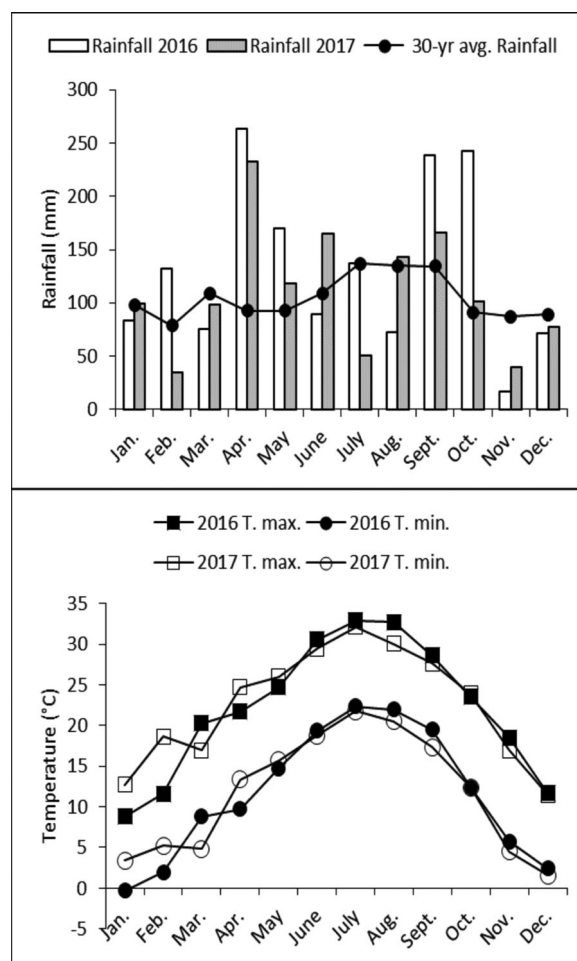 Rainfall 2016 Rainfall 2017 30-yr avg. Rainfall
300
250
200
150
100
50
0
Rainfall (mm)
Jan. Feb. Mar. Apr. May June July Aug. Sept. Oct. Nov. Dec.
2016 T. max. 2016 T. min.
2017 T. max. 2017 T. min.
35
30
25
20
15
10
5
0
-5
Temperature (°C)
Jan. Feb. Mar. Apr. May June July Aug. Sept. Oct. Nov. Dec.